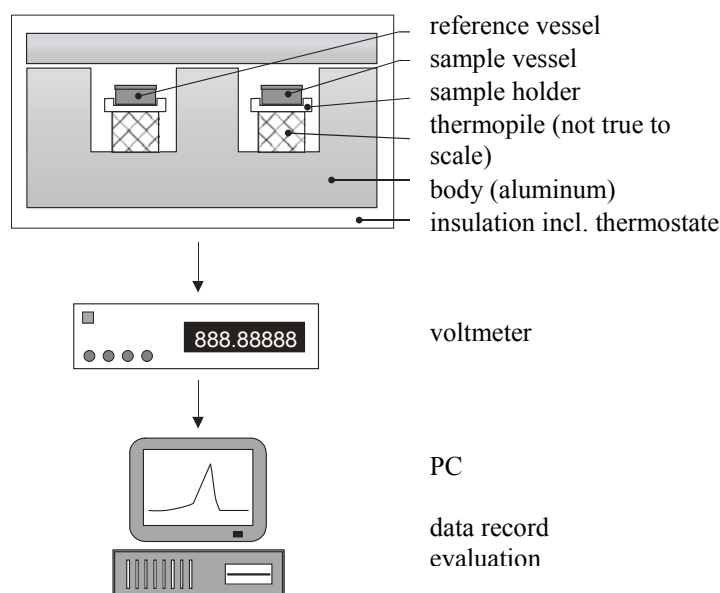 reference vessel
sample vessel
sample holder
thermopile (not true to
scale)
body (aluminum)
insulation incl. thermostate
888.88888
voltmeter
PC
data record
evaluation